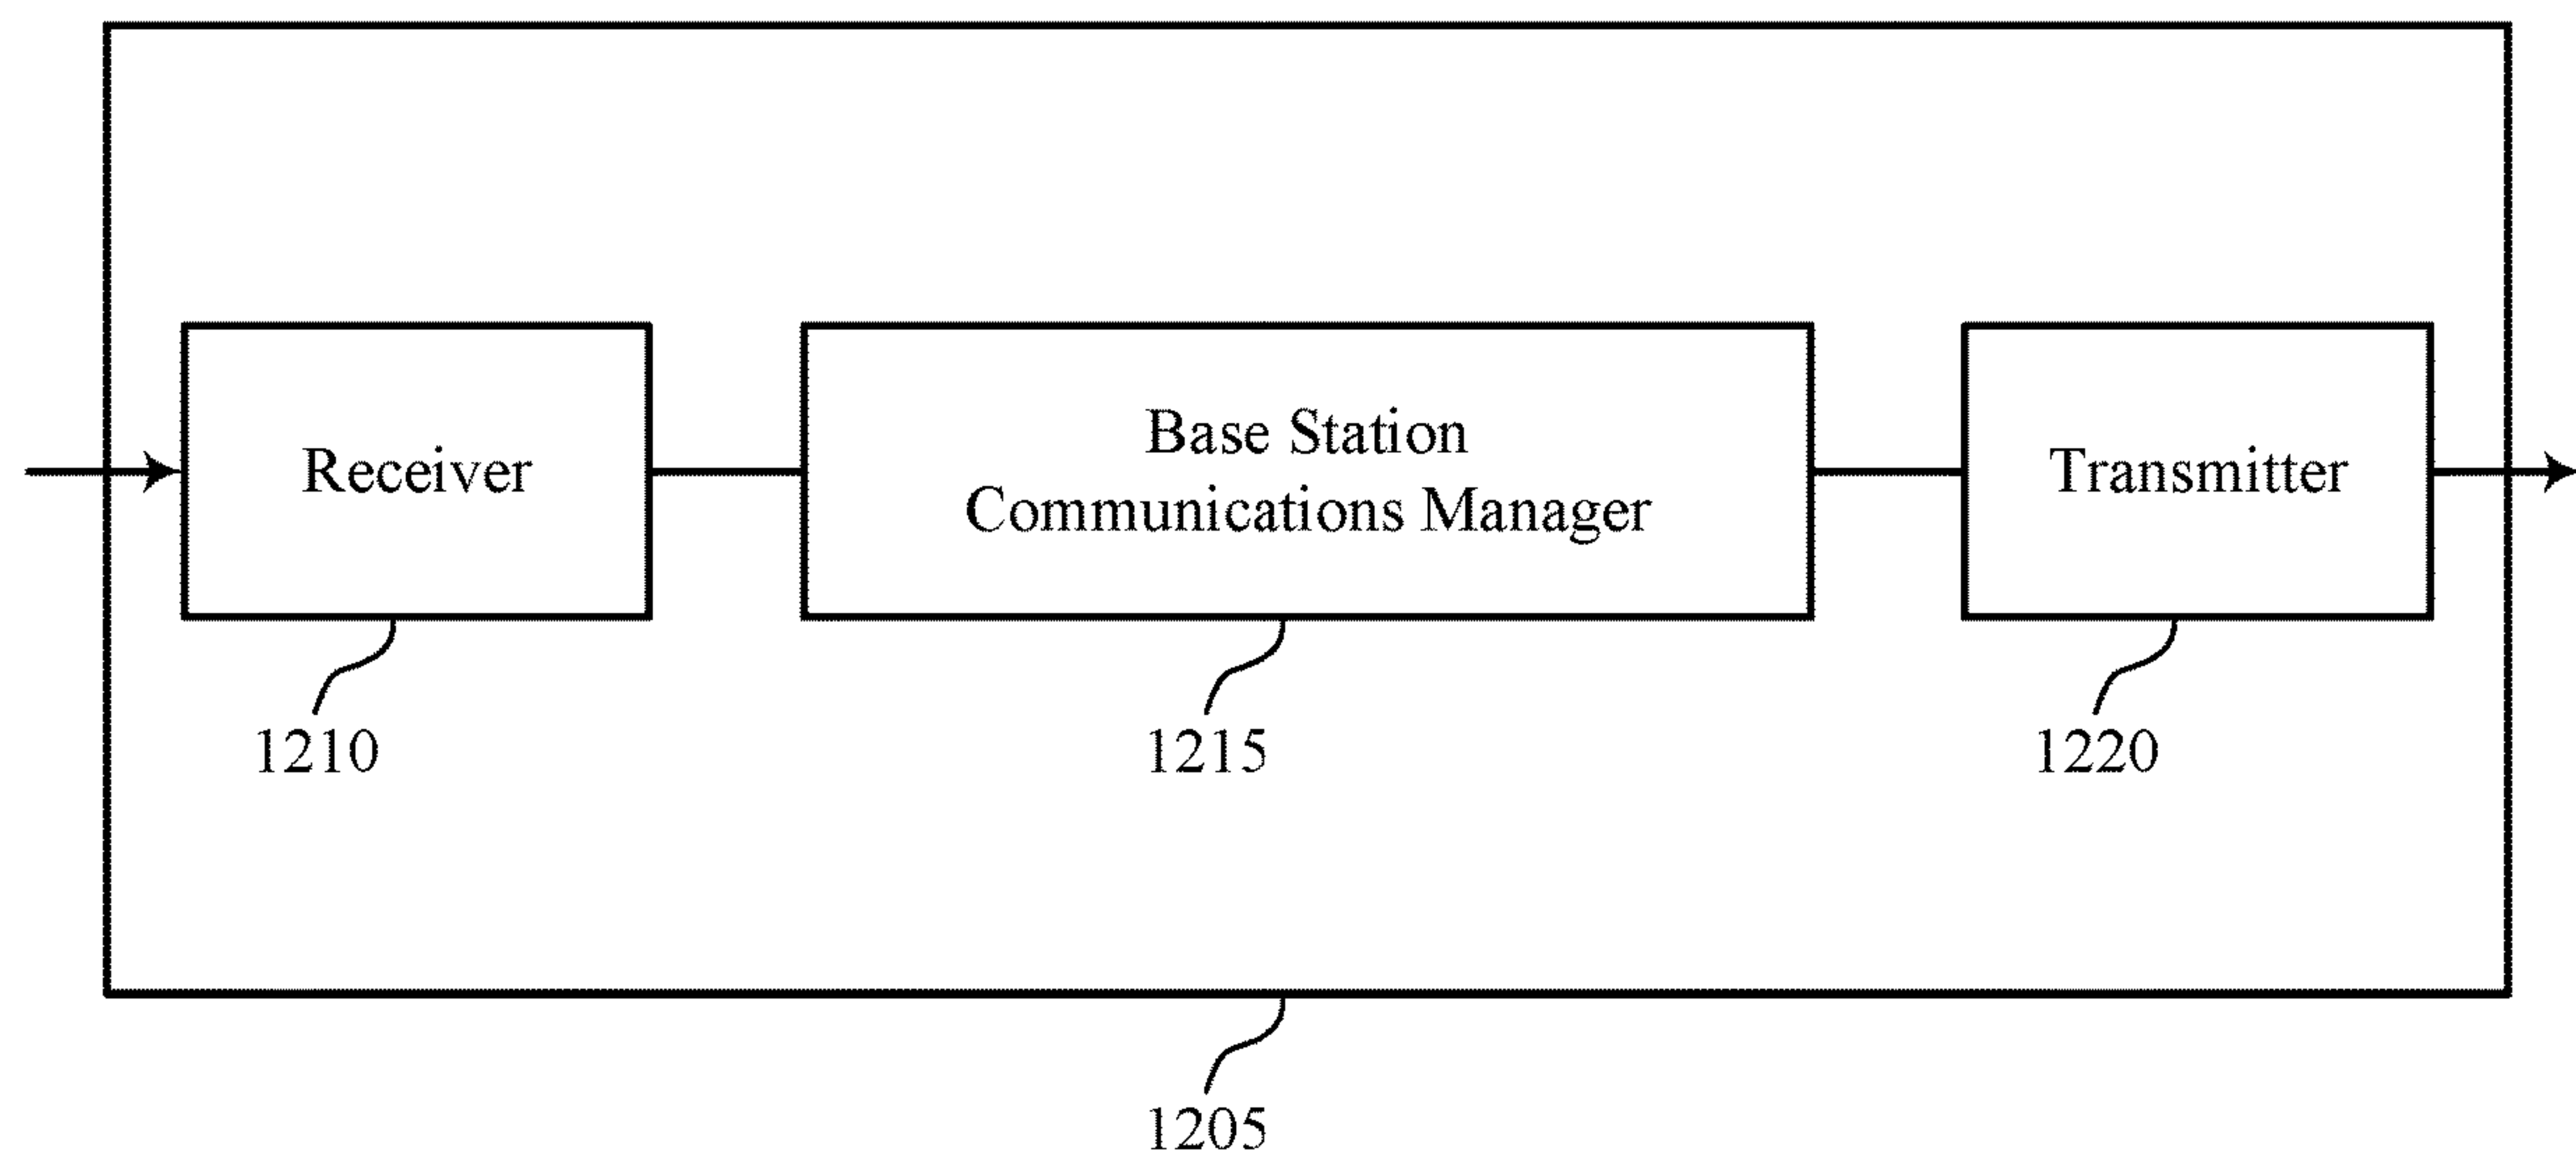 Receiver
Base Station
Communications Manager
Transmitter
1210
1215
1220
1205